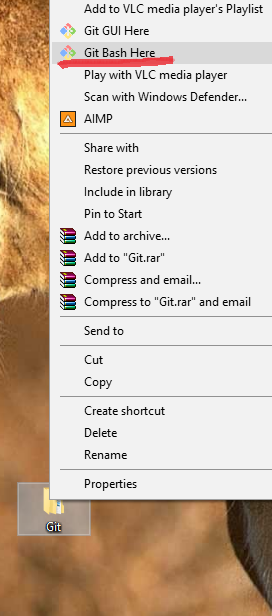 Add to VLC media player's Playlist
Git GUI Here
Git Bash Here
Play with VLC media player
Scan with Windows Defender...
AIMP
Share with
Restore previous versions
Include in library
Pin to Start
Add to archive...
Add to "Git.rar"
Compress and email...
Compress to "Git.rar" and email
Send to
Cut
Copy
Create shortcut
Delete
Rename
Properties
Git